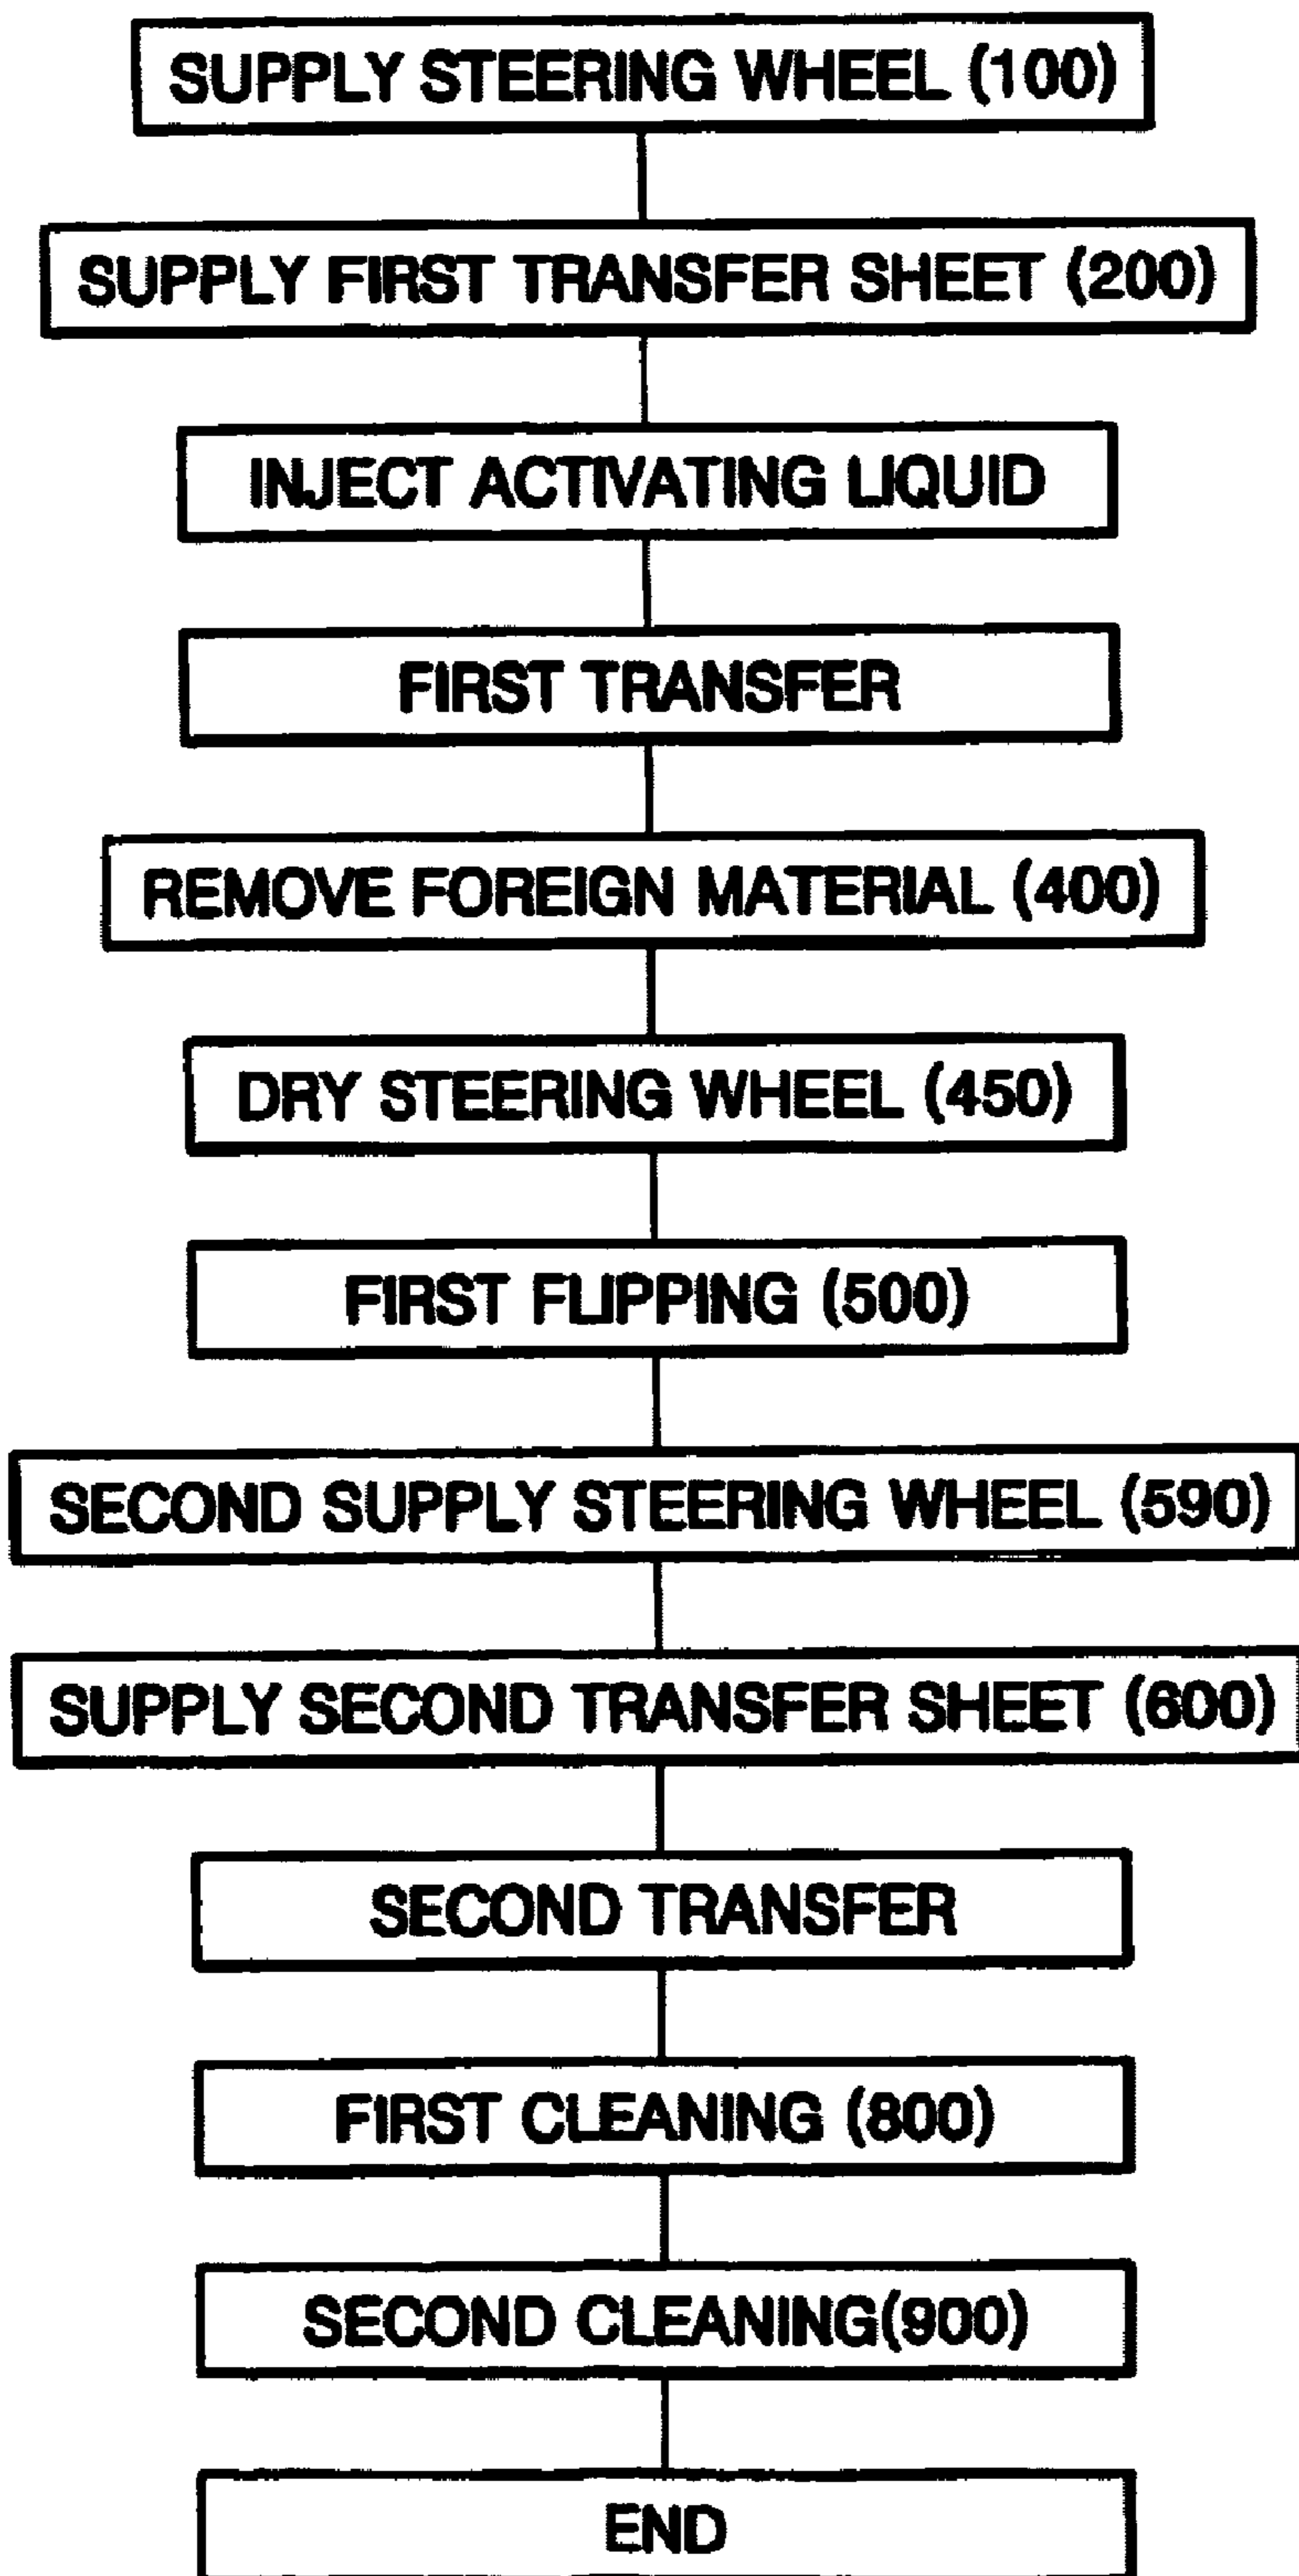 SUPPLY STEERING WHEEL (100)
SUPPLY FIRST TRANSFER SHEET (200)
INJECT ACTIVATING LIQUID
FIRST TRANSFER
REMOVE FOREIGN MATERIAL (400)
DRY STEERING WHEEL (450)
FIRST FLIPPING (500)
SECOND SUPPLY STEERING WHEEL (590)
SUPPLY SECOND TRANSFER SHEET (600)
SECOND TRANSFER
FIRST CLEANING (800)
SECOND CLEANING(900)
END